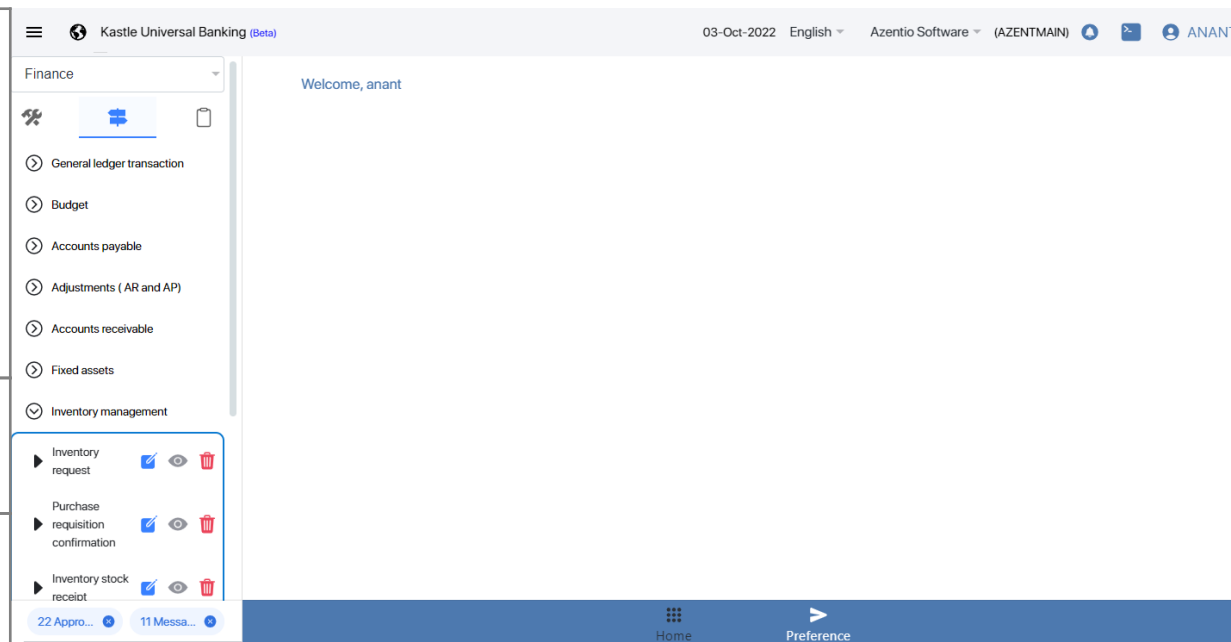 Kastle Universal Banking (Beta)
03-Oct-2022 English Azentio Software (AZENTMAIN) ANANT
Finance
Welcome, anant
General ledger transaction
Budget
Accounts payable
Adjustments ( AR and AP)
Accounts receivable
Fixed assets
Inventory management
Inventory
request
Purchase
requisition
confirmation
Inventory stock
receipt
22 Appro... 11 Messa...
Home Preference